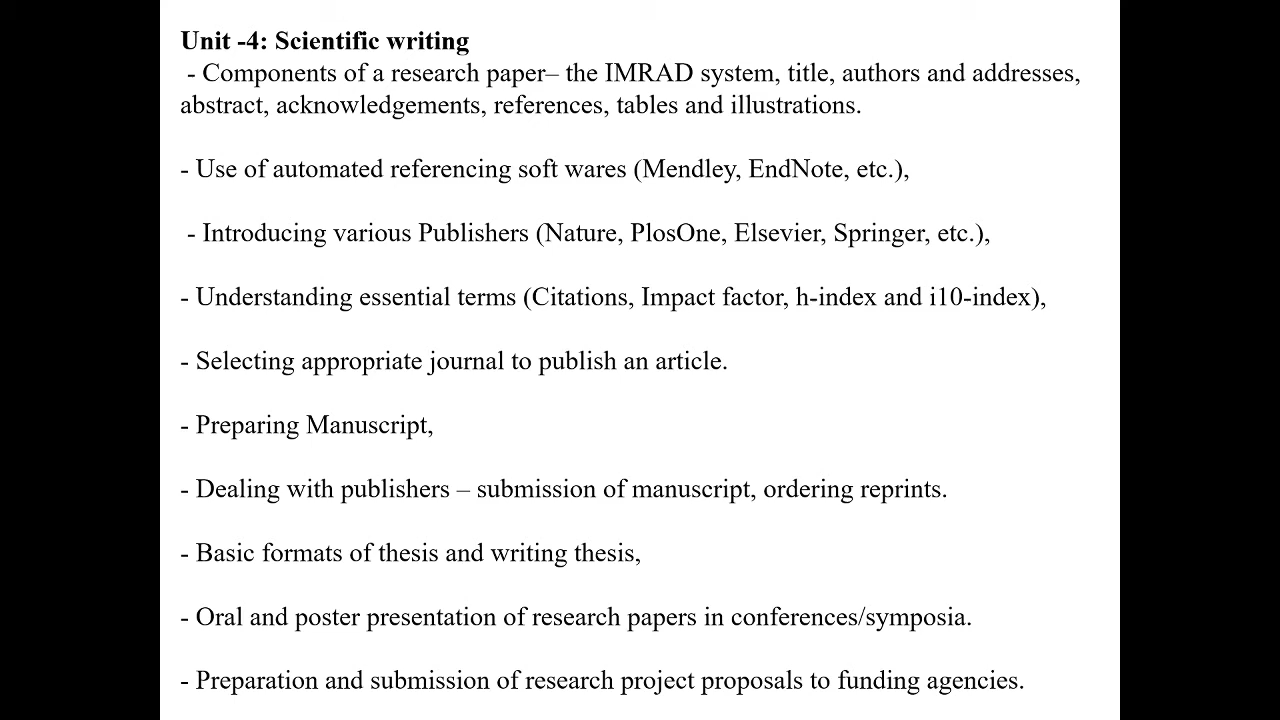 Unit -4: Scientific writing
- Components of a research paper– the IMRAD system, title, authors and addresses,
abstract, acknowledgements, references, tables and illustrations.
- Use of automated referencing soft wares (Mendley, EndNote, etc.),
- Introducing various Publishers (Nature, PlosOne, Elsevier, Springer, etc.),
- Understanding essential terms (Citations, Impact factor, h-index and i10-index),
- Selecting appropriate journal to publish an article.
- Preparing Manuscript,
- Dealing with publishers – submission of manuscript, ordering reprints.
- Basic formats of thesis and writing thesis,
- Oral and poster presentation of research papers in conferences/symposia.
- Preparation and submission of research project proposals to funding agencies.